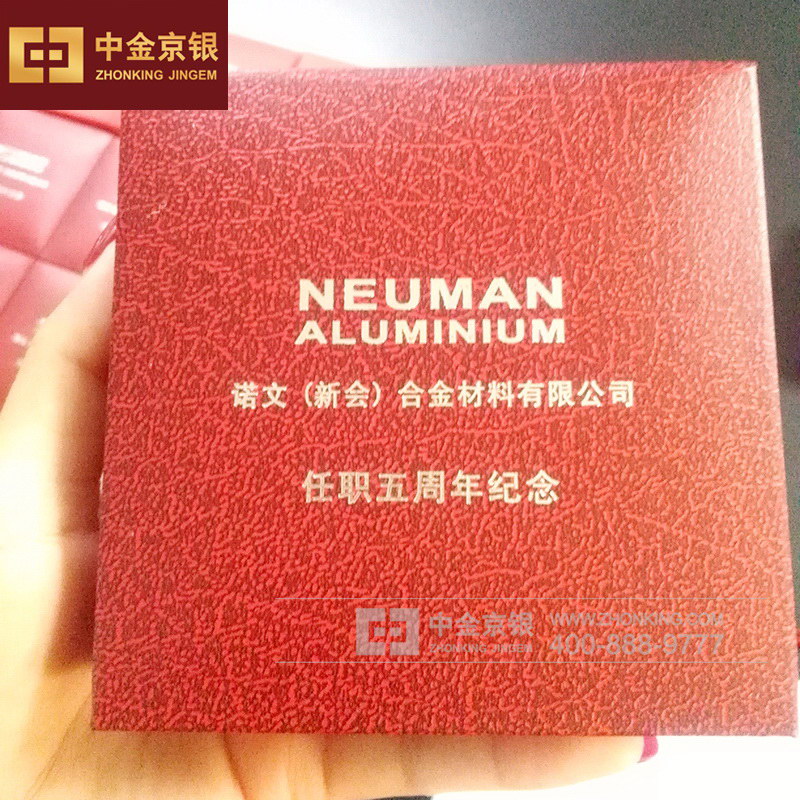 中金京银
ZHONKING JINGEM
NEUMAN
ALUMINIUM
诺文（新会）合金材料有限公司
任职五周年纪念
中金京银
ZHONKING JINGEM
WWW.ZHONKING.COM
400-888-9777